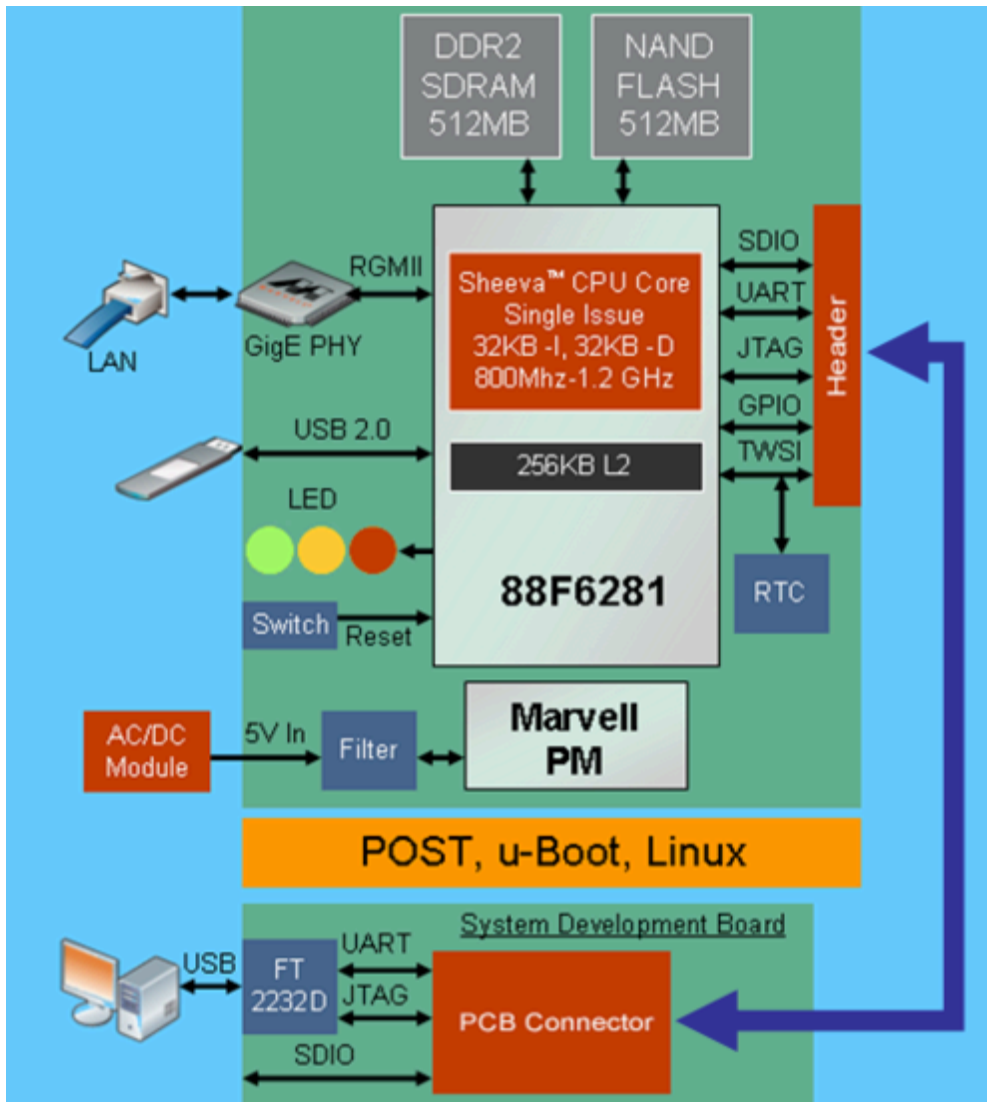 DDR2
SDRAM
512MB
NAND
FLASH
512MB
RGMII
LAN
GigE PHY
Sheeva™ CPU Core
Single Issue
32KB -I, 32KB -D
800Mhz-1.2 GHz
SDIO
UART
JTAG
GPIO
TWSI
Header
USB 2.0
256KB L2
LED
88F6281
RTC
Switch
Reset
AC/DC
Module
5V In
Filter
Marvell
PM
POST, u-Boot, Linux
System Development Board
USB
FT
2232D
UART
JTAG
SDIO
PCB Connector